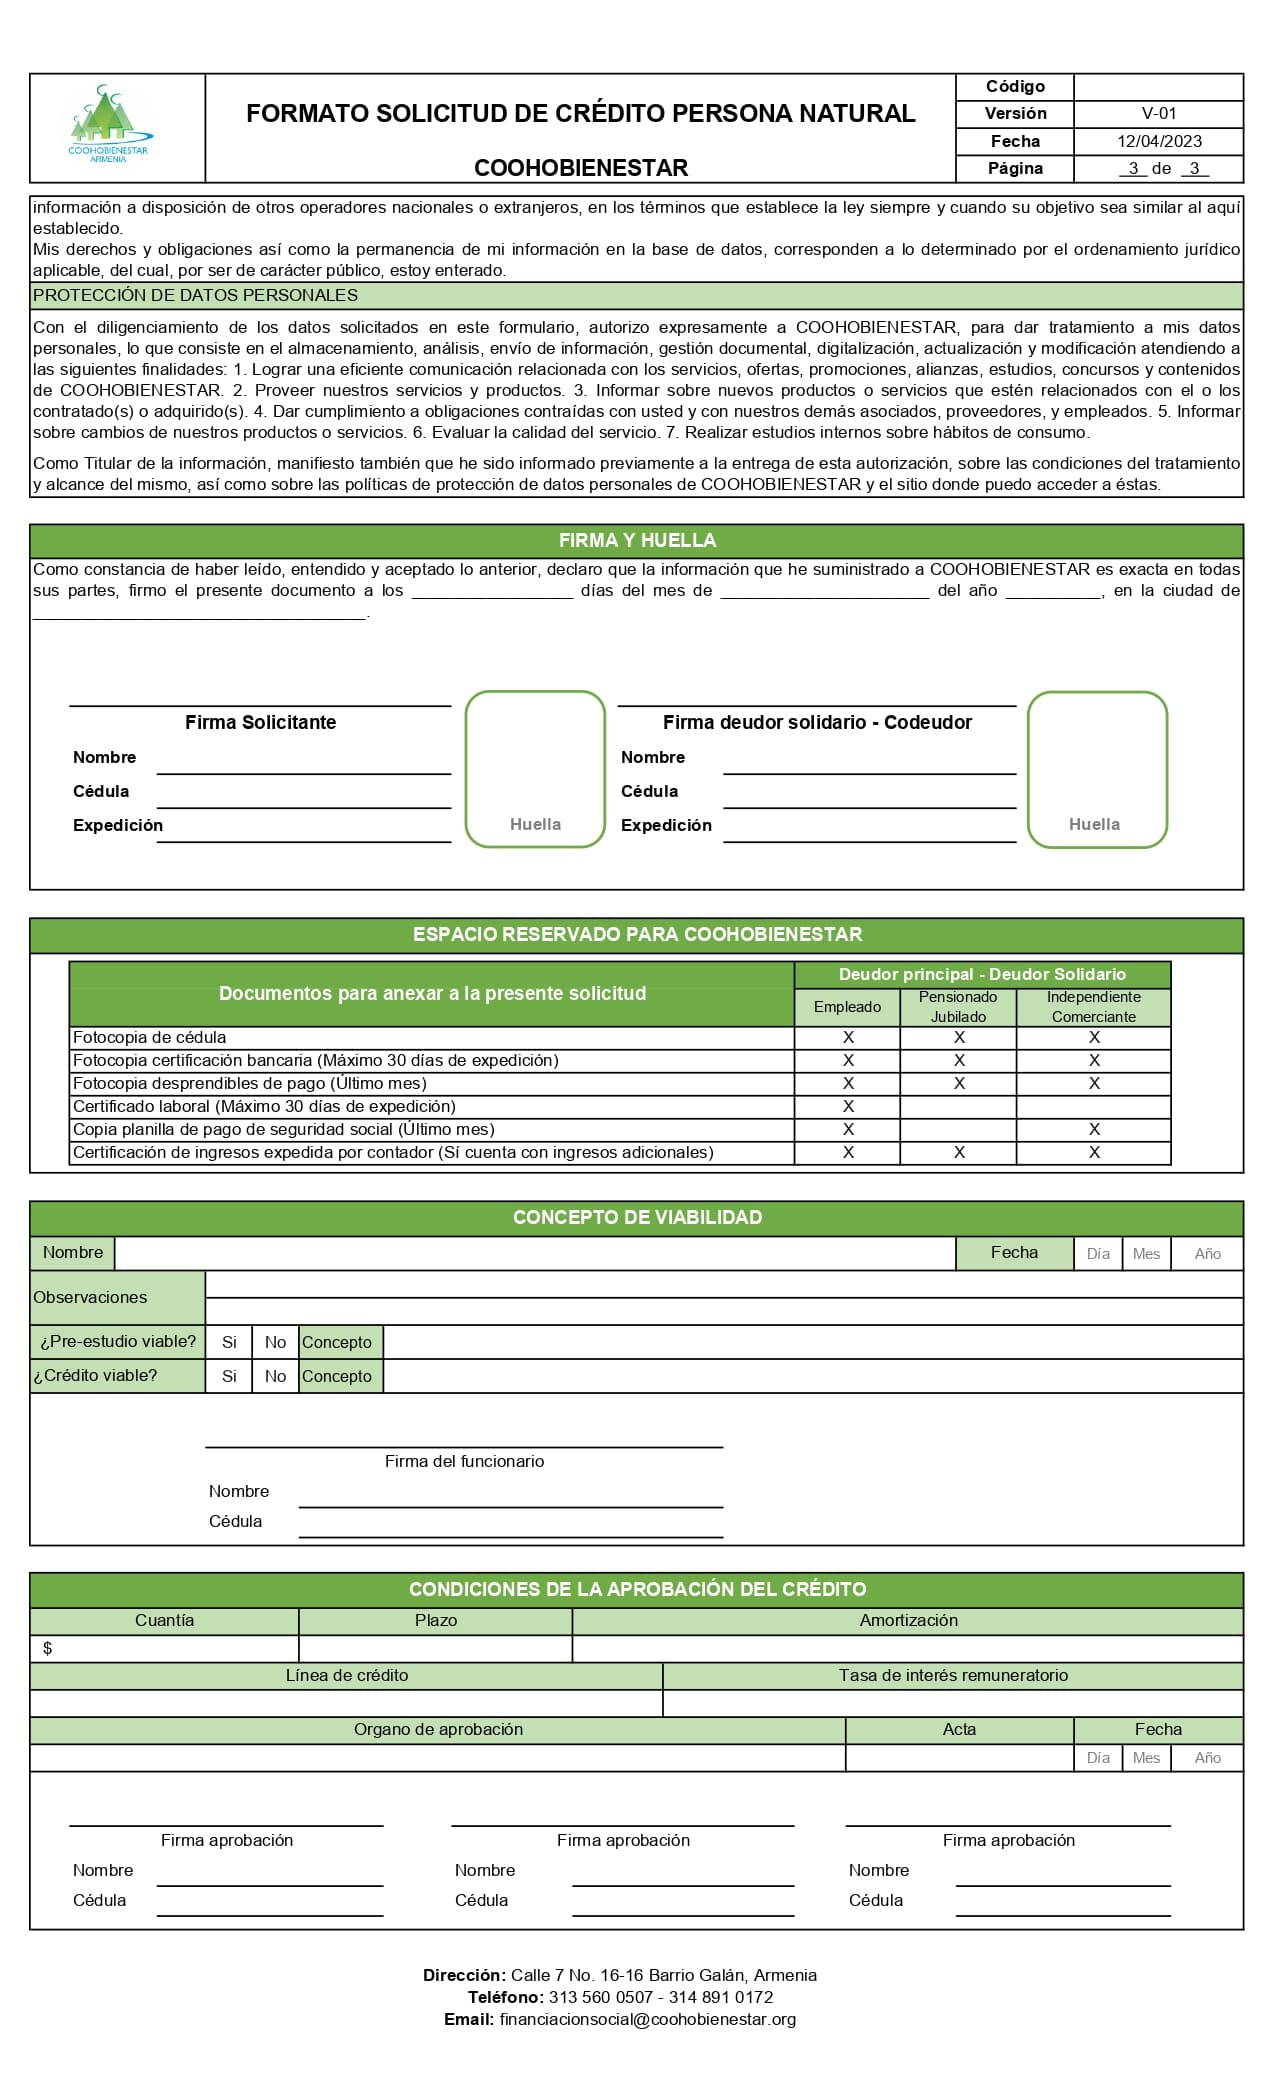 COOHOBIENESTAR
ARMENIA
FORMATO SOLICITUD DE CRÉDITO PERSONA NATURAL
COOHOBIENESTAR
Código
Versión V-01
Fecha 12/04/2023
Página 3 de 3
información a disposición de otros operadores nacionales o extranjeros, en los términos que establece la ley siempre y cuando su objetivo sea similar al aquí
establecido.
Mis derechos y obligaciones así como la permanencia de mi información en la base de datos, corresponden a lo determinado por el ordenamiento jurídico
aplicable, del cual, por ser de carácter público, estoy enterado.
PROTECCIÓN DE DATOS PERSONALES
Con el diligenciamiento de los datos solicitados en este formulario, autorizo expresamente a COOHOBIENESTAR, para dar tratamiento a mis datos
personales, lo que consiste en el almacenamiento, análisis, envío de información, gestión documental, digitalización, actualización y modificación atendiendo a
las siguientes finalidades: 1. Lograr una eficiente comunicación relacionada con los servicios, ofertas, promociones, alianzas, estudios, concursos y contenidos
de COOHOBIENESTAR. 2. Proveer nuestros servicios y productos. 3. Informar sobre nuevos productos o servicios que estén relacionados con el o los
contratado(s) o adquirido(s). 4. Dar cumplimiento a obligaciones contraídas con usted y con nuestros demás asociados, proveedores, y empleados. 5. Informar
sobre cambios de nuestros productos o servicios. 6. Evaluar la calidad del servicio. 7. Realizar estudios internos sobre hábitos de consumo.
Como Titular de la información, manifiesto también que he sido informado previamente a la entrega de esta autorización, sobre las condiciones del tratamiento
y alcance del mismo, así como sobre las políticas de protección de datos personales de COOHOBIENESTAR y el sitio donde puedo acceder a éstas.
FIRMA Y HUELLA
Como constancia de haber leído, entendido y aceptado lo anterior, declaro que la información que he suministrado a COOHOBIENESTAR es exacta en todas
sus partes, firmo el presente documento a los _________________ días del mes de ______________________ del año __________, en la ciudad de
___________________________________.
Firma Solicitante Firma deudor solidario - Codeudor
Nombre Nombre
Cédula Cédula
Expedición Huella Expedición Huella
ESPACIO RESERVADO PARA COOHOBIENESTAR
Documentos para anexar a la presente solicitud Deudor principal - Deudor Solidario
Empleado Pensionado Jubilado Independiente Comerciante
Fotocopia de cédula X X X
Fotocopia certificación bancaria (Máximo 30 días de expedición) X X X
Fotocopia desprendibles de pago (Último mes) X X X
Certificado laboral (Máximo 30 días de expedición) X
Copia planilla de pago de seguridad social (Último mes) X X
Certificación de ingresos expedida por contador (Sí cuenta con ingresos adicionales) X X X
CONCEPTO DE VIABILIDAD
Nombre Fecha Día Mes Año
Observaciones
¿Pre-estudio viable? Si No Concepto
¿Crédito viable? Si No Concepto
Firma del funcionario
Nombre
Cédula
CONDICIONES DE LA APROBACIÓN DEL CRÉDITO
Cuantía Plazo Amortización
$
Línea de crédito Tasa de interés remuneratorio
Organo de aprobación Acta Fecha
Día Mes Año
Firma aprobación Firma aprobación Firma aprobación
Nombre Nombre Nombre
Cédula Cédula Cédula
Dirección: Calle 7 No. 16-16 Barrio Galán, Armenia
Teléfono: 313 560 0507 - 314 891 0172
Email: financiacionsocial@coohobienestar.org